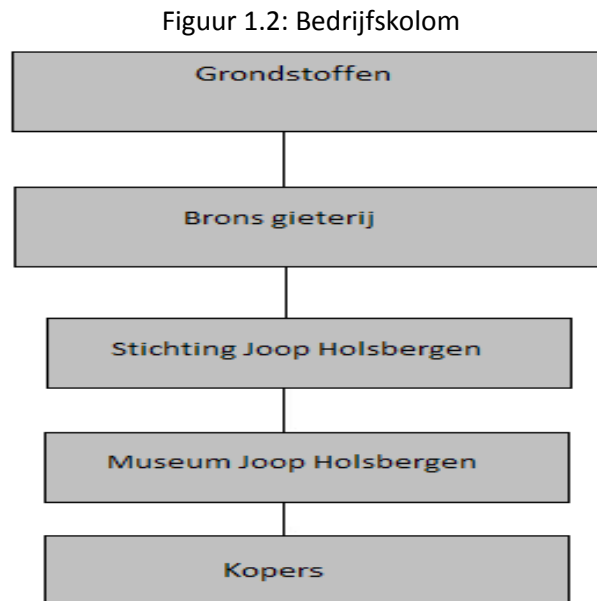 Figuur 1.2: Bedrijfskolom
Grondstoffen
Brons gieterij
Stichting Joop Holsbergen
Museum Joop Holsbergen
Kopers